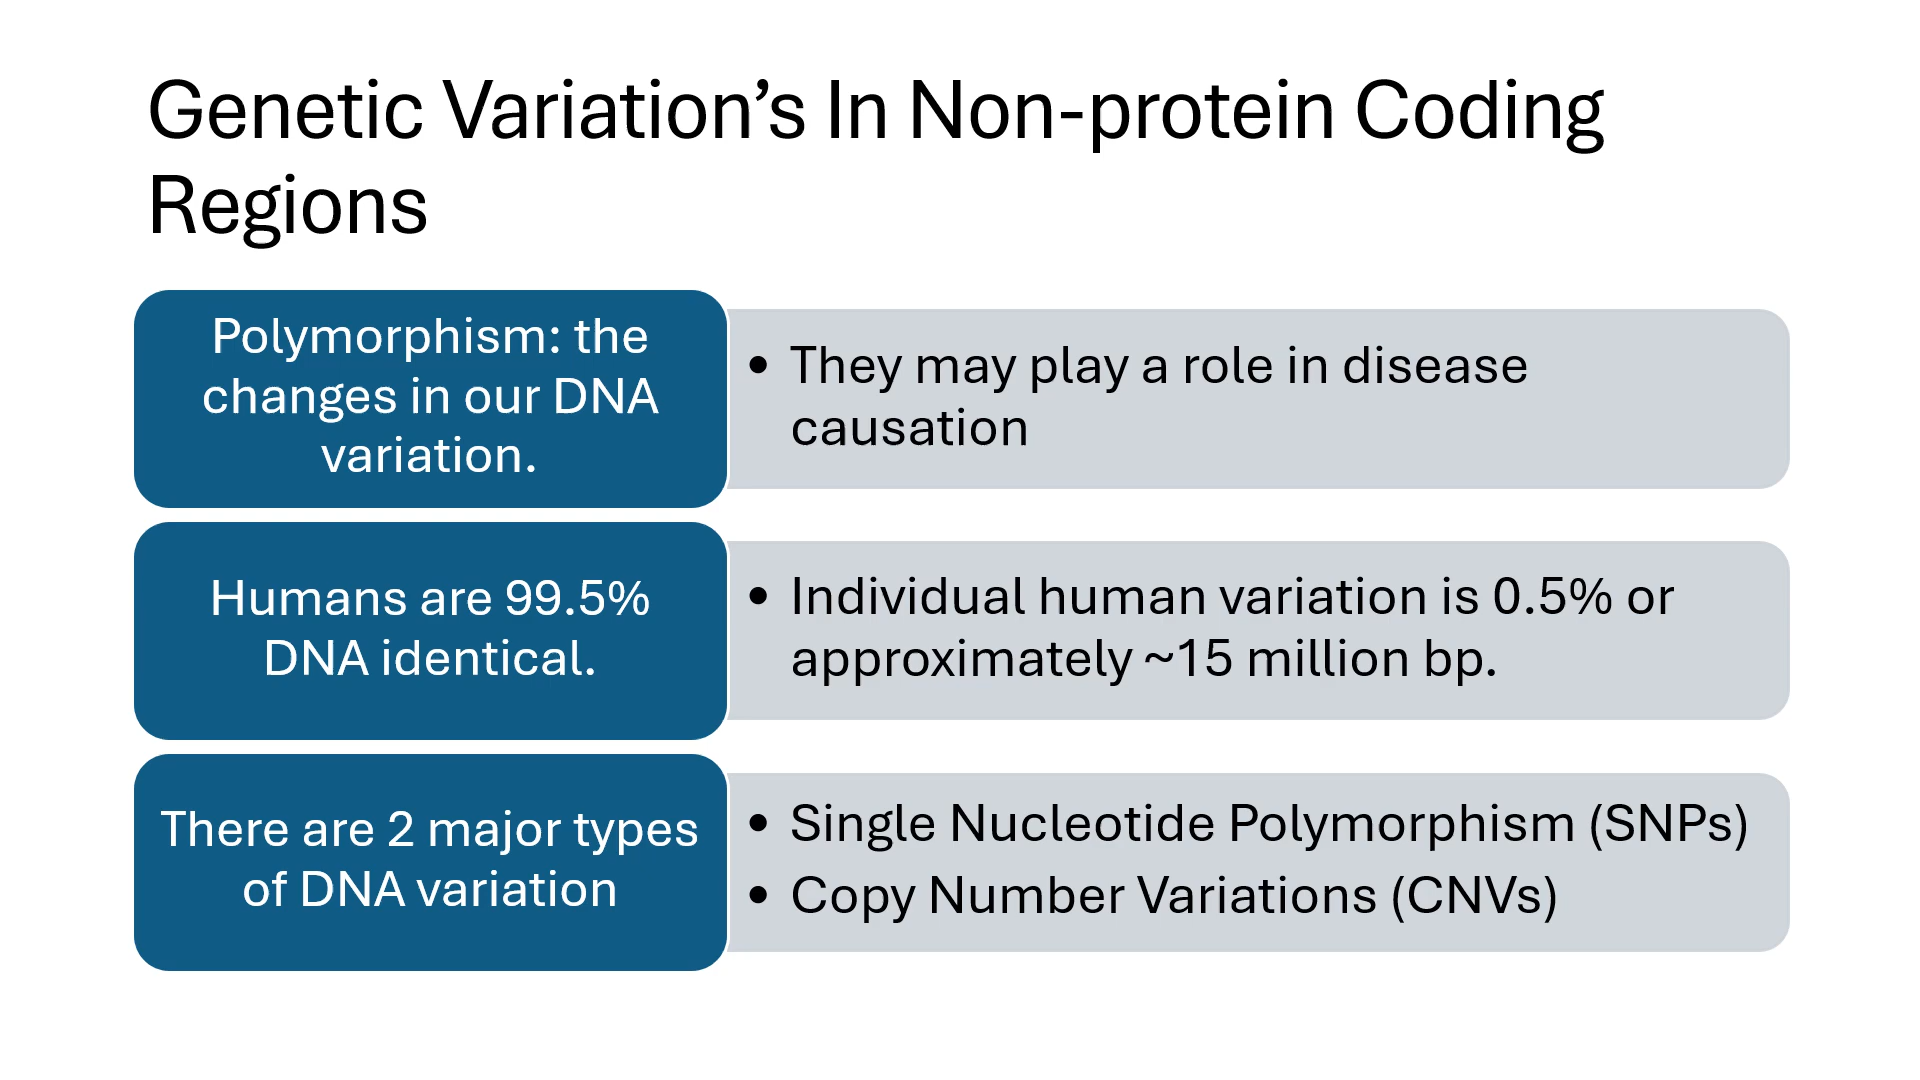 Genetic Variation’s In Non-protein Coding
Regions
Polymorphism: the
changes in our DNA
variation.
• They may play a role in disease
causation
Humans are 99.5%
DNA identical.
• Individual human variation is 0.5% or
approximately ~15 million bp.
There are 2 major types
of DNA variation
• Single Nucleotide Polymorphism (SNPs)
• Copy Number Variations (CNVs)